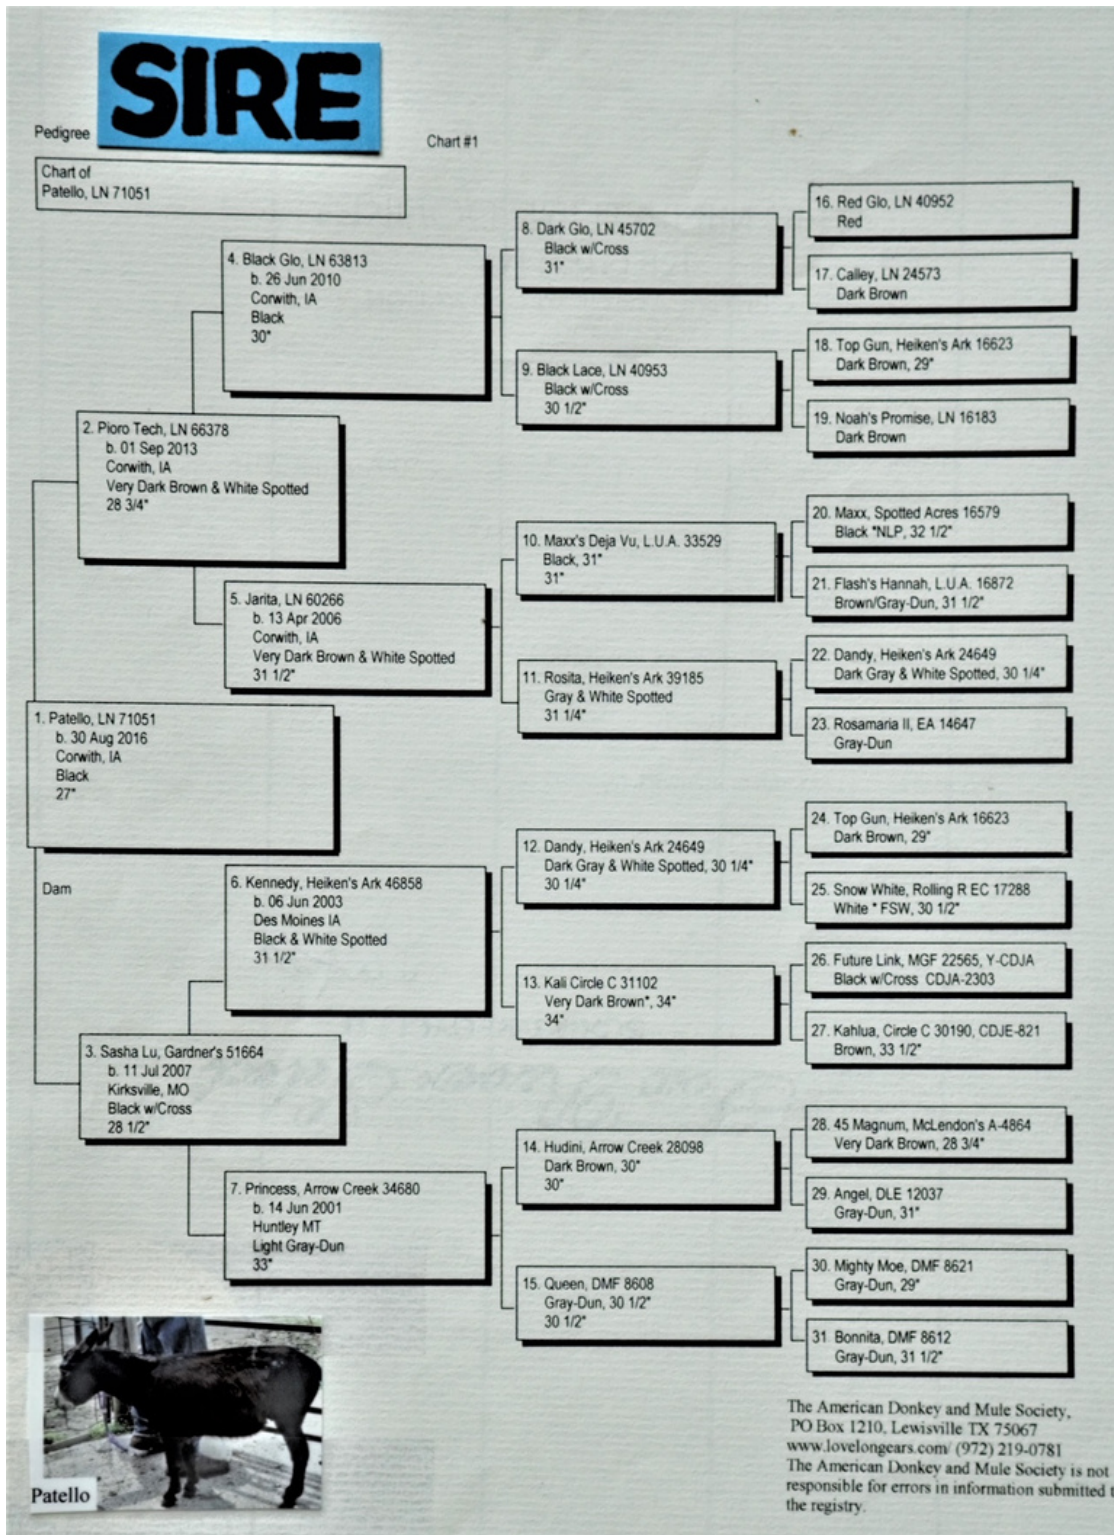 SIRE
Pedigree
Chart #1
Chart of
Patello, LN 71051
16. Red Glo, LN 40952
Red
8. Dark Glo, LN 45702
Black w/Cross
31"
4. Black Glo, LN 63813
b. 26 Jun 2010
Corwith, IA
Black
30"
17. Calley, LN 24573
Dark Brown
18. Top Gun, Heiken's Ark 16623
Dark Brown, 29"
9. Black Lace, LN 40953
Black w/Cross
30 1/2"
19. Noah's Promise, LN 16183
Dark Brown
2. Pioro Tech, LN 66378
b. 01 Sep 2013
Corwith, IA
Very Dark Brown & White Spotted
28 3/4"
20. Maxx, Spotted Acres 16579
Black *NLP, 32 1/2"
10. Maxx's Deja Vu, L.U.A. 33529
Black, 31"
31"
21. Flash's Hannah, L.U.A. 16872
Brown/Gray-Dun, 31 1/2"
5. Jarita, LN 60266
b. 13 Apr 2006
Corwith, IA
Very Dark Brown & White Spotted
31 1/2"
22. Dandy, Heiken's Ark 24649
Dark Gray & White Spotted, 30 1/4"
11. Rosita, Heiken's Ark 39185
Gray & White Spotted
31 1/4"
23. Rosamaria II, EA 14647
Gray-Dun
1. Patello, LN 71051
b. 30 Aug 2016
Corwith, IA
Black
27"
24. Top Gun, Heiken's Ark 16623
Dark Brown, 29"
12. Dandy, Heiken's Ark 24649
Dark Gray & White Spotted, 30 1/4"
30 1/4"
Dam
6. Kennedy, Heiken's Ark 46858
b. 06 Jun 2003
Des Moines IA
Black & White Spotted
31 1/2"
25. Snow White, Rolling R EC 17288
White * FSW, 30 1/2"
26. Future Link, MGF 22565, Y-CDJA
Black w/Cross CDJA-2303
13. Kali Circle C 31102
Very Dark Brown*, 34"
34"
27. Kahlua, Circle C 30190, CDJE-821
Brown, 33 1/2"
3. Sasha Lu, Gardner's 51664
b. 11 Jul 2007
Kirksville, MO
Black w/Cross
28 1/2"
28. 45 Magnum, McLendon's A-4864
Very Dark Brown, 28 3/4"
14. Hudini, Arrow Creek 28098
Dark Brown, 30"
30"
29. Angel, DLE 12037
Gray-Dun, 31"
7. Princess, Arrow Creek 34680
b. 14 Jun 2001
Huntley MT
Light Gray-Dun
33"
30. Mighty Moe, DMF 8621
Gray-Dun, 29"
15. Queen, DMF 8608
Gray-Dun, 30 1/2"
30 1/2"
31. Bonnita, DMF 8612
Gray-Dun, 31 1/2"
Patello
The American Donkey and Mule Society,
PO Box 1210, Lewisville TX 75067
www.lovelongears.com/ (972) 219-0781
The American Donkey and Mule Society is not
responsible for errors in information submitted t
the registry.